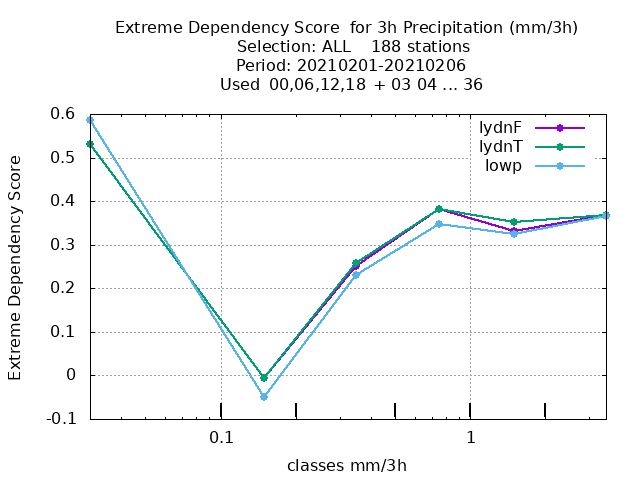 Extreme Dependency Score  for 3h Precipitation (mm/3h)
Selection: ALL    188 stations
Period: 20210201-20210206
Used  00,06,12,18  + 03 04 ... 36
Extreme Dependency Score
0.6
0.5
0.4
0.3
0.2
0.1
0
-0.1
lydnF
lydnT
lowp
0.1
1
classes mm/3h